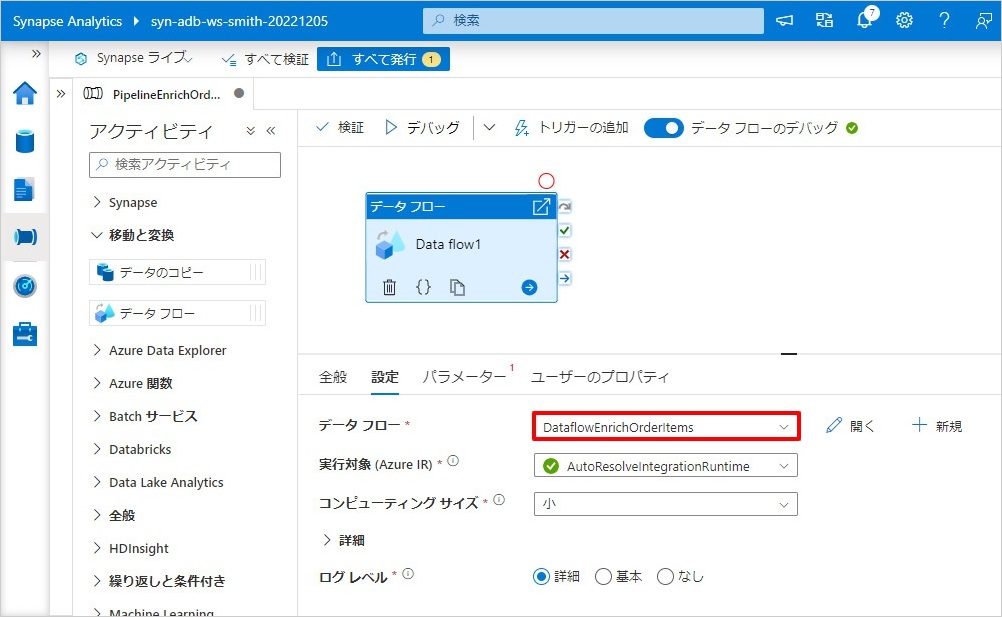 Synapse Analytics ▸ syn-adb-ws-smith-20221205
検索
7
Synapse ライブ
すべて検証
すべて発行 1
PipelineEnrichOrd...
アクティビティ
検索アクティビティ
Synapse
移動と変換
データのコピー
データ フロー
Azure Data Explorer
Azure 関数
Batch サービス
Databricks
Data Lake Analytics
全般
HDInsight
繰り返しと条件付き
Machine Learning
検証
デバッグ
トリガーの追加
データ フローのデバッグ
データ フロー
Data flow1
{}
全般
設定
パラメーター 1
ユーザーのプロパティ
データ フロー *
DataflowEnrichOrderItems
開く
新規
実行対象 (Azure IR) *
AutoResolveIntegrationRuntime
コンピューティング サイズ *
小
詳細
ログ レベル *
詳細
基本
なし